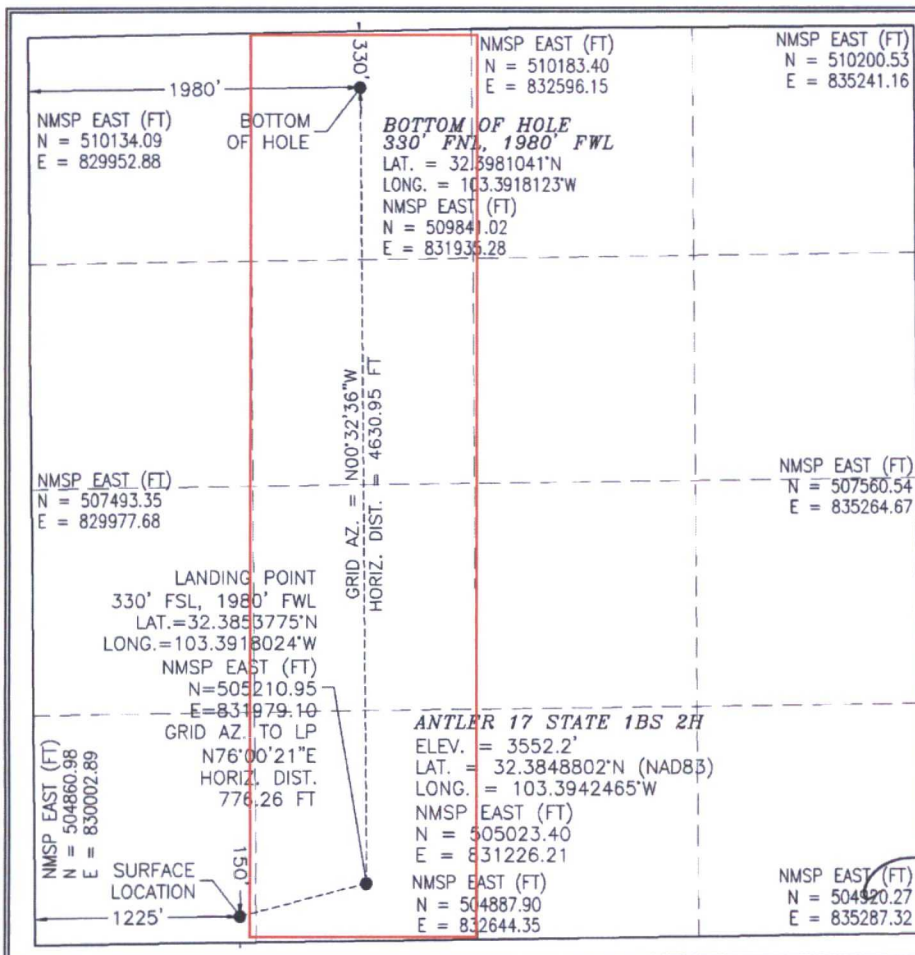 330'
1980'
BOTTOM
OF HOLE
NMSP EAST (FT)
N = 510134.09
E = 829952.88
NMSP EAST (FT)
N = 510183.40
E = 832596.15
NMSP EAST (FT)
N = 510200.53
E = 835241.16
BOTTOM OF HOLE
330' FNL, 1980' FWL
LAT. = 32.3981041°N
LONG. = 103.3918123°W
NMSP EAST (FT)
N = 509841.02
E = 831935.28
GRID AZ. = N00°32'36"W
HORIZ. DIST. = 4630.95 FT
NMSP EAST (FT)
N = 507493.35
E = 829977.68
NMSP EAST (FT)
N = 507560.54
E = 835264.67
LANDING POINT
330' FSL, 1980' FWL
LAT.=32.3853775°N
LONG.=103.3918024°W
NMSP EAST (FT)
N=505210.95
E=831979.10
GRID AZ. TO LP
N76°00'21"E
HORIZ. DIST.
776.26 FT
ANTLER 17 STATE 1BS 2H
ELEV. = 3552.2'
LAT. = 32.3848802°N (NAD83)
LONG. = 103.3942465°W
NMSP EAST (FT)
N = 505023.40
E = 831226.21
NMSP EAST (FT)
N = 504860.98
E = 830002.89
SURFACE
LOCATION
150'
1225'
NMSP EAST (FT)
N = 504887.90
E = 832644.35
NMSP EAST (FT)
N = 504920.27
E = 835287.32